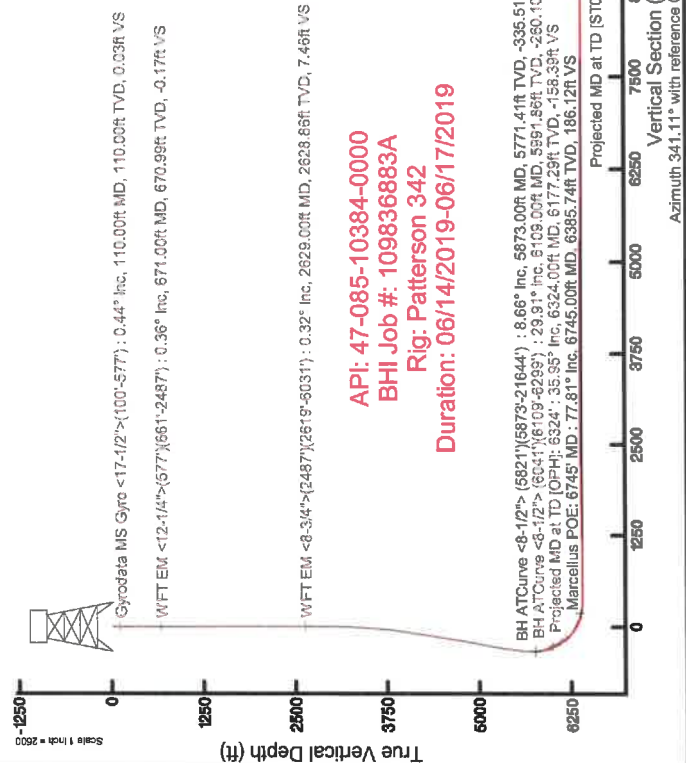 -1250
Scale 1 inch = 2500
0
1250
2500
3750
5000
6250
True Vertical Depth (ft)
Gyrodata MS Gyro <17-1/2">(100'-577') : 0.44° Inc, 110.00ft MD, 110.00ft TVD, 0.03ft VS
WFT EM <12-1/4">(577')(661'-2487') : 0.36° Inc, 671.00ft MD, 670.99ft TVD, -0.17ft VS
WFT EM <8-3/4">(2487')(2619'-6031') : 0.32° Inc, 2629.00ft MD, 2628.86ft TVD, 7.46ft VS
API: 47-085-10384-0000
BHI Job #: 109836883A
Rig: Patterson 342
Duration: 06/14/2019-06/17/2019
BH ATCurve <8-1/2"> (5821')(5873'-21644') : 8.66° Inc, 5873.00ft MD, 5771.41ft TVD, -335.51
BH ATCurve <8-1/2"> (6041')(6109'-6299') : 29.91° Inc, 6109.00ft MD, 5991.86ft TVD, -260.10
Projected MD at TD [OPH]: 6324' : 35.95° Inc, 6324.00ft MD, 6177.29ft TVD, -158.39ft VS
Marcellus POE: 6745' MD : 77.81° Inc, 6745.00ft MD, 6385.74ft TVD, 186.12ft VS
Projected MD at TD [ST0
0
1250
2500
3750
5000
6250
7500
8
Vertical Section (
Azimuth 341.11° with reference